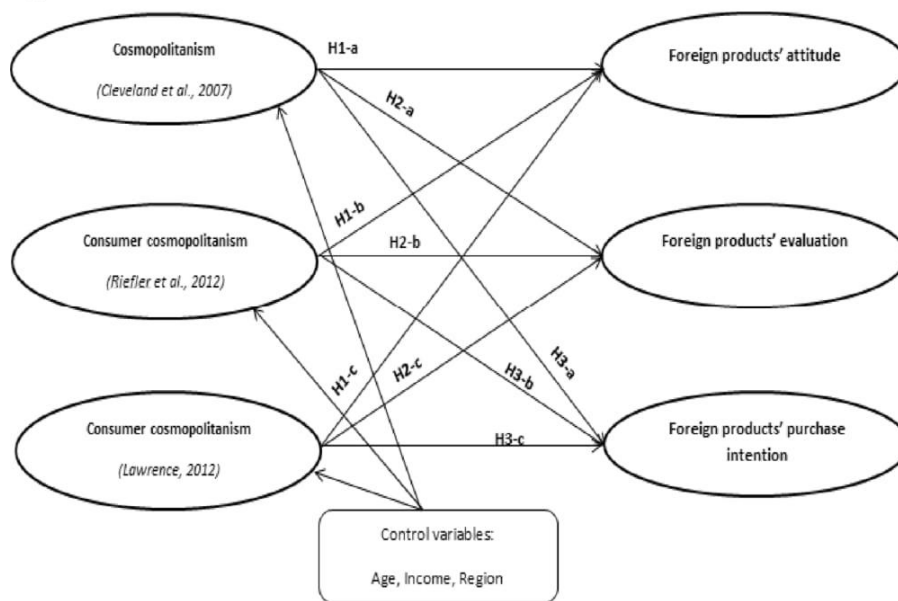 Cosmopolitanism
(Cleveland et al., 2007)
H1-a
Foreign products' attitude
H2-a
H1-b
Consumer cosmopolitanism
(Riefler et al., 2012)
H2-b
Foreign products' evaluation
H1-c
H2-c
H3-b
H3-a
Consumer cosmopolitanism
(Lawrence, 2012)
H3-c
Foreign products' purchase
intention
Control variables:
Age, Income, Region